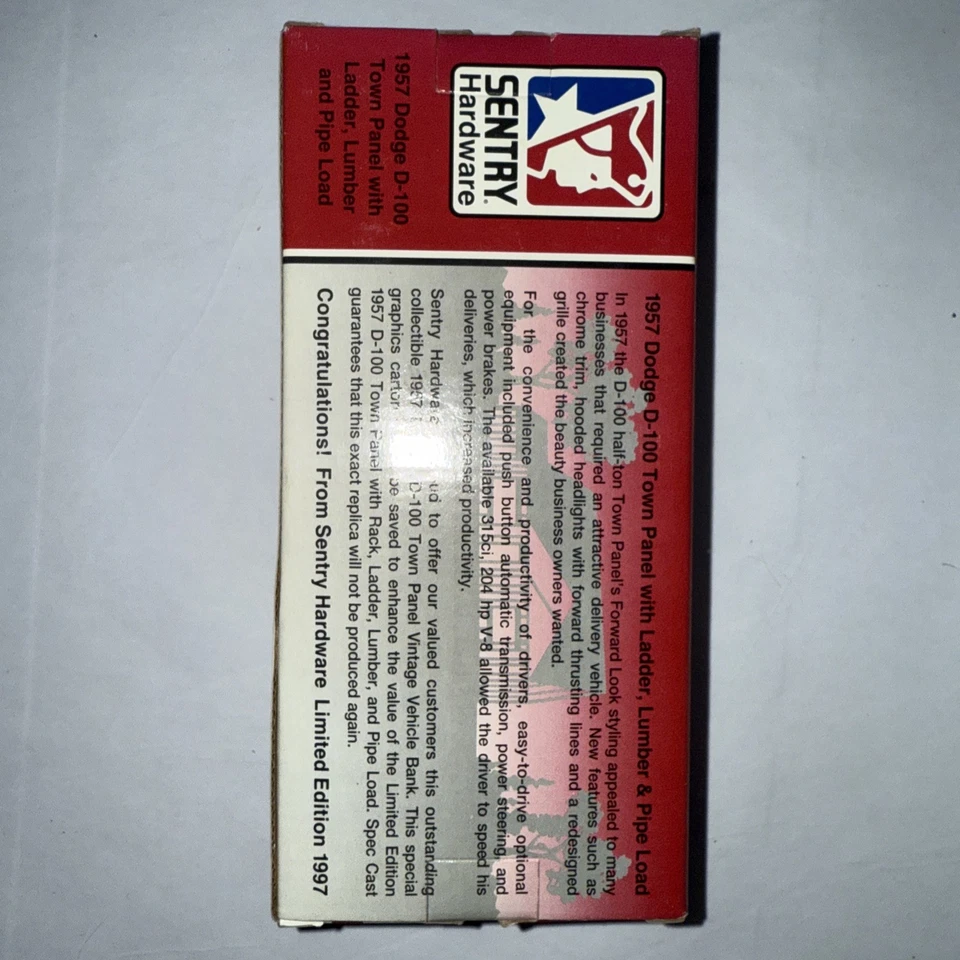 SENTRY
Hardware
1957 Dodge D-100
Town Panel with
Ladder, Lumber
and Pipe Load
1957 Dodge D-100 Town Panel with Ladder, Lumber & Pipe Load
In 1957 the D-100 half-ton Town Panel's Forward Look styling appealed to many
businesses that required an attractive delivery vehicle. New features such as
chrome trim, hooded headlights with forward thrusting lines and a redesigned
grille created the beauty business owners wanted.
For the convenience and productivity of drivers, easy-to-drive optional
equipment included push button automatic transmission, power steering and
power brakes. The available 315ci, 204 hp V-8 allowed the driver to speed his
deliveries, which increased productivity.
Sentry Hardware to offer our valued customers this outstanding
collectible 1957 D-100 Town Panel Vintage Vehicle Bank. This special
graphics carton be saved to enhance the value of the Limited Edition
1957 D-100 Town Panel with Rack, Ladder, Lumber, and Pipe Load. Spec Cast
guarantees that this exact replica will not be produced again.
Congratulations! From Sentry Hardware Limited Edition 1997